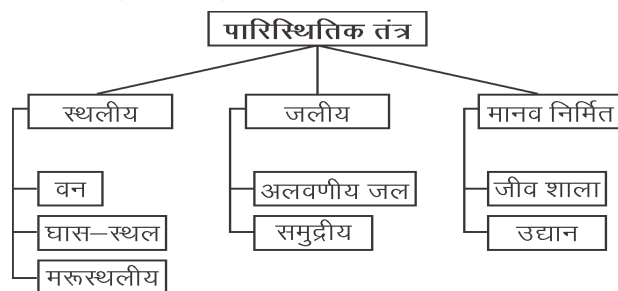 पारिस्थितिक तंत्र
स्थलीय
जलीय
मानव निर्मित
वन
घास–स्थल
मरूस्थलीय
अलवणीय जल
समुद्रीय
जीव शाला
उद्यान